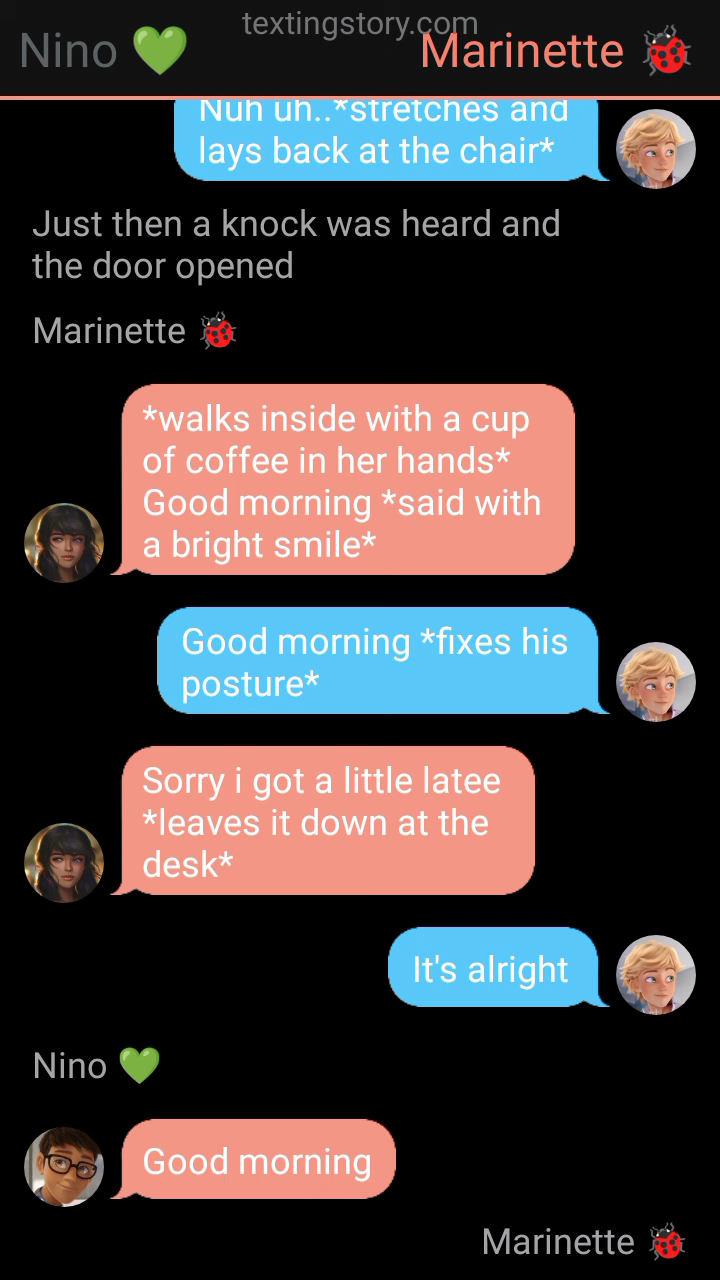 textingstory.com
Nino 💚 Marinette 🐞
Nuh uh..*stretches and
lays back at the chair*
Just then a knock was heard and
the door opened
Marinette 🐞
*walks inside with a cup
of coffee in her hands*
Good morning *said with
a bright smile*
Good morning *fixes his
posture*
Sorry i got a little latee
*leaves it down at the
desk*
It's alright
Nino 💚
Good morning
Marinette 🐞